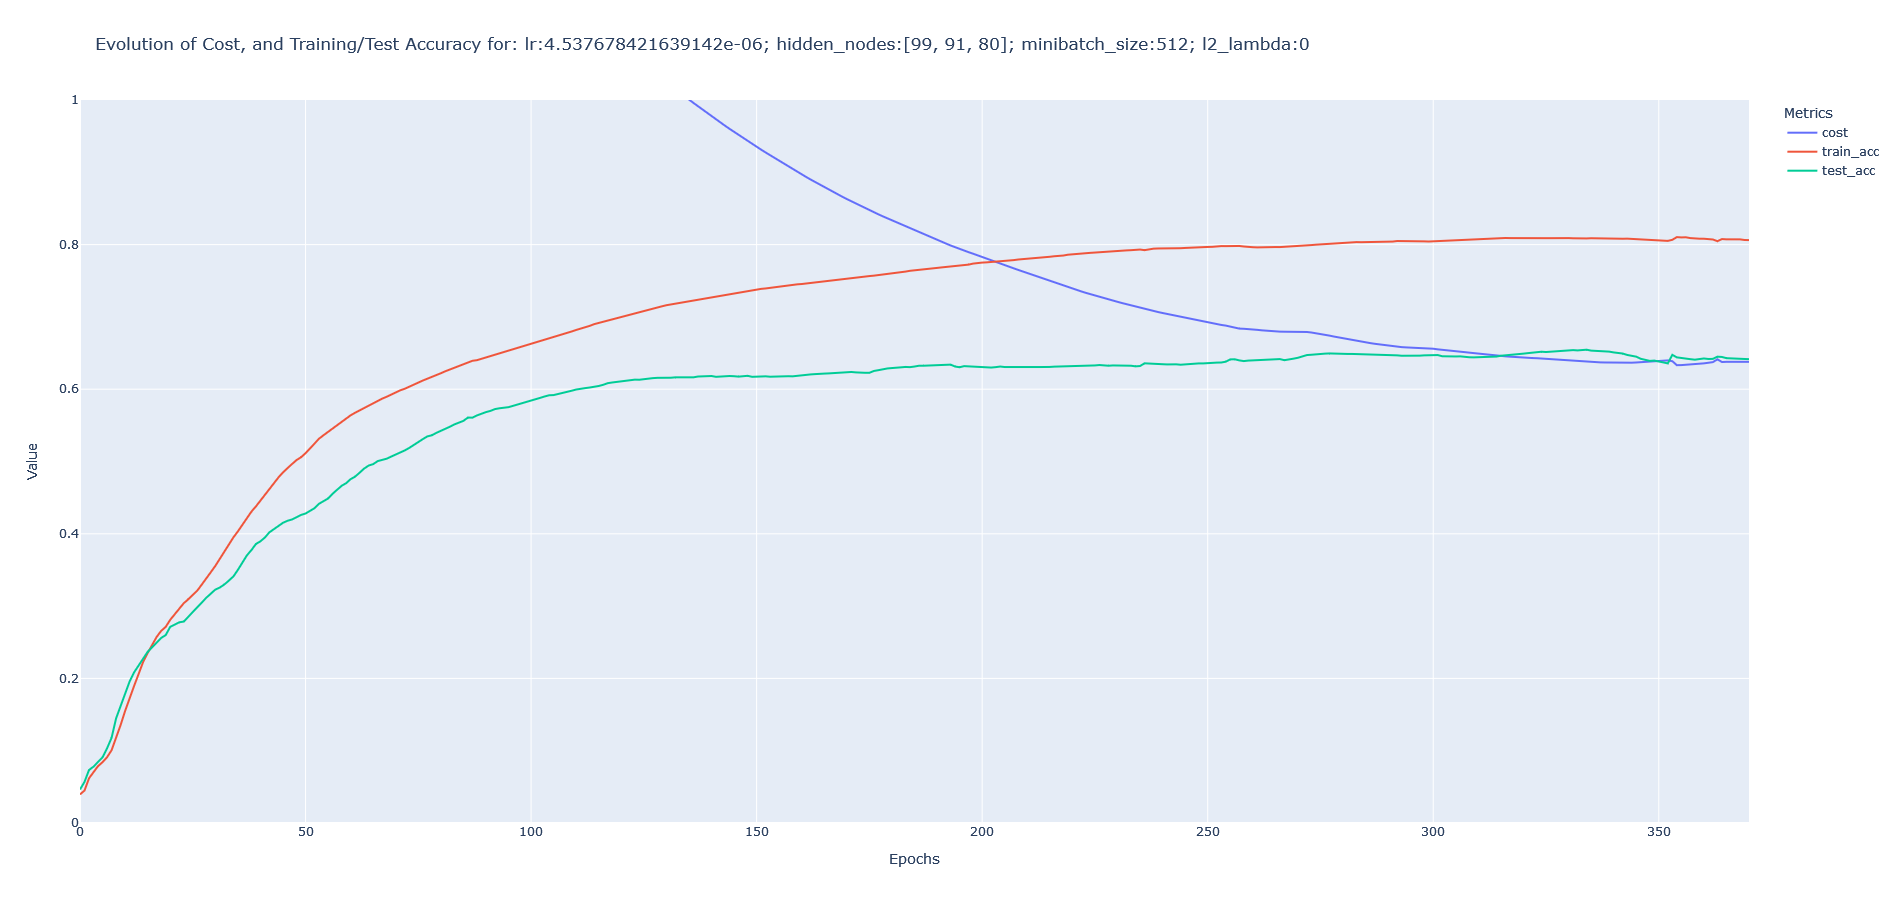 Evolution of Cost, and Training/Test Accuracy for: lr:4.537678421639142e-06; hidden_nodes:[99, 91, 80]; minibatch_size:512; l2_lambda:0
Metrics
cost
train_acc
test_acc
Value
1
0.8
0.6
0.4
0.2
0
0 50 100 150 200 250 300 350
Epochs